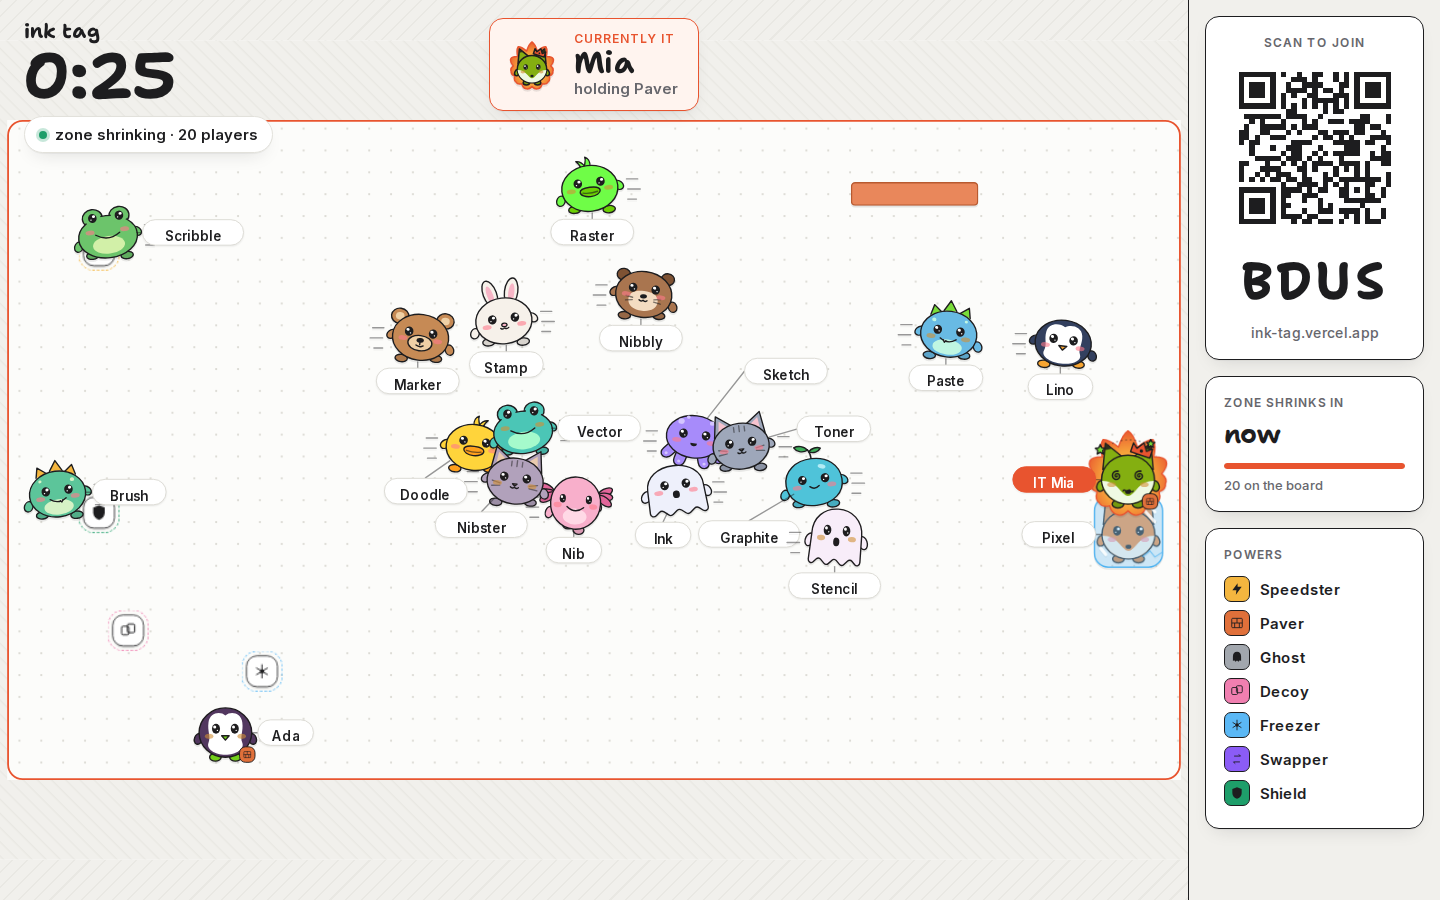 ink tag
0:25
CURRENTLY IT
Mia
holding Paver
zone shrinking · 20 players
Scribble
Raster
Nibbly
Stamp
Marker
Paste
Lino
Sketch
Vector
Toner
Doodle
Nibster
Nib
Ink
Graphite
Stencil
IT Mia
Pixel
Brush
Ada
SCAN TO JOIN
BDUS
ink-tag.vercel.app
ZONE SHRINKS IN
now
20 on the board
POWERS
Speedster
Paver
Ghost
Decoy
Freezer
Swapper
Shield